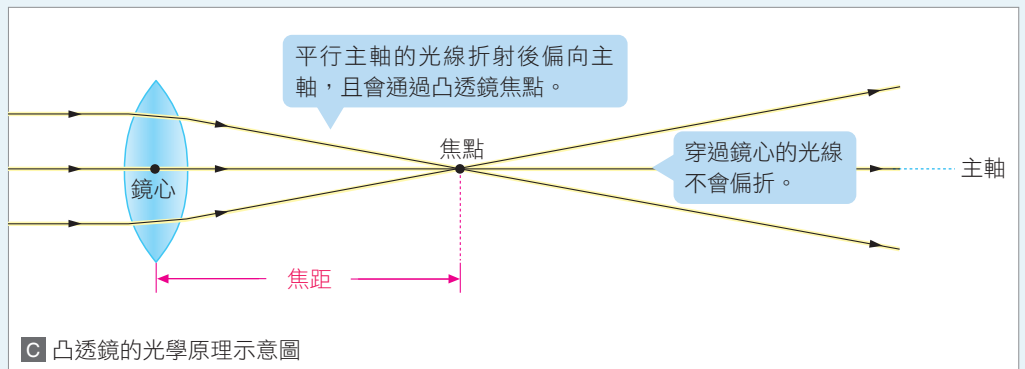 平行主軸的光線折射後偏向主
軸，且會通過凸透鏡焦點。
焦點
穿過鏡心的光線
不會偏折。
主軸
鏡心
焦距
C 凸透鏡的光學原理示意圖